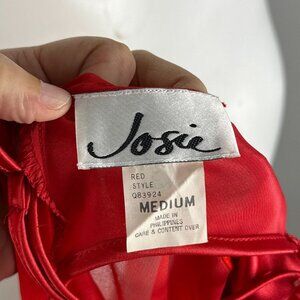 Josie
RED
STYLE
Q83924
MEDIUM
MADE IN
PHILIPPINES
CARE & CONTENT OVER